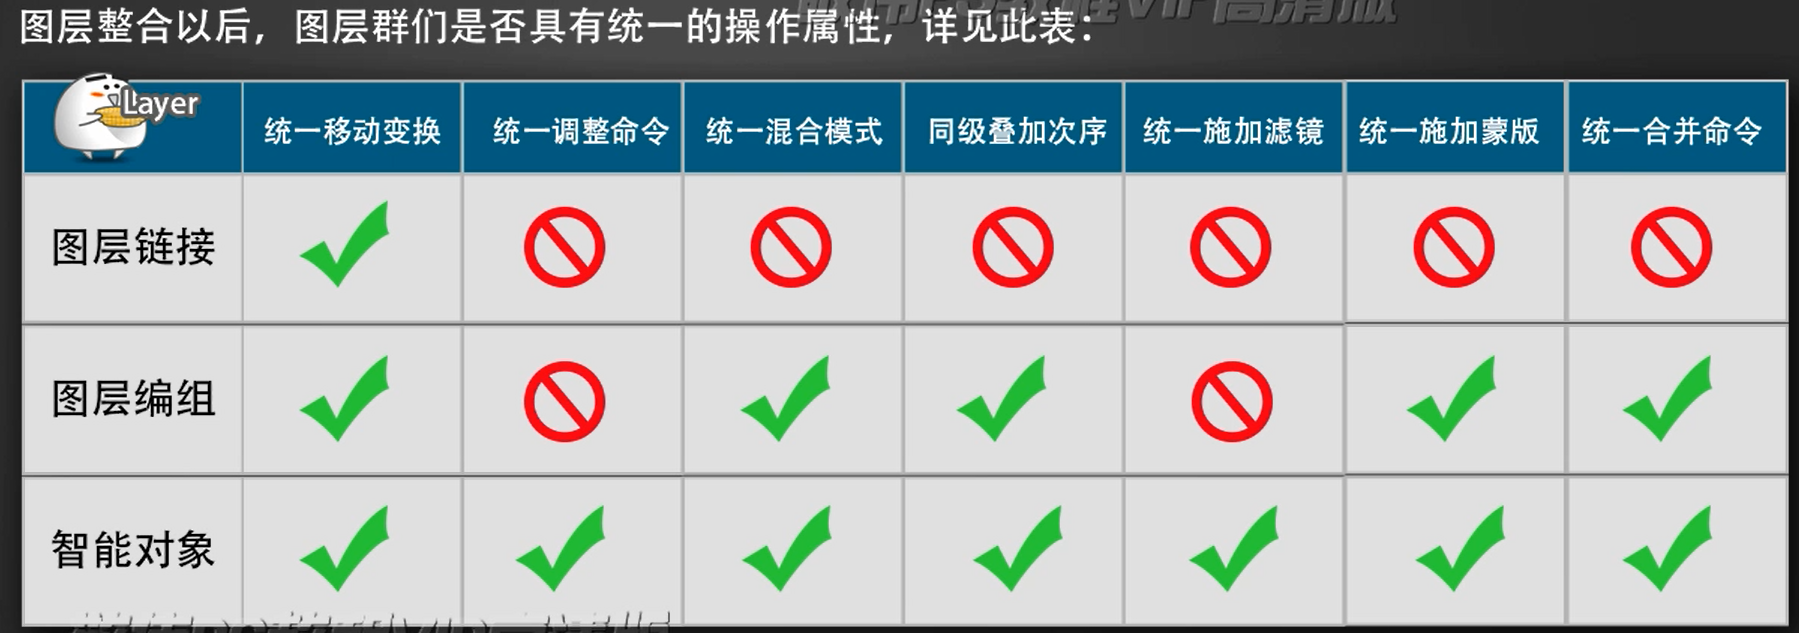 图层整合以后，图层群们是否具有统一的操作属性，详见此表：
Layer 统一移动变换 统一调整命令 统一混合模式 同级叠加次序 统一施加滤镜 统一施加蒙版 统一合并命令
图层链接
图层编组
智能对象